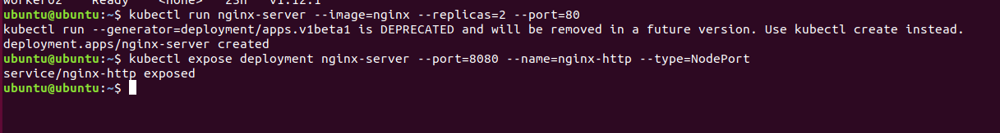 worker02 Ready <none> 23h v1.12.1
ubuntu@ubuntu:~$ kubectl run nginx-server --image=nginx --replicas=2 --port=80
kubectl run --generator=deployment/apps.v1beta1 is DEPRECATED and will be removed in a future version. Use kubectl create instead.
deployment.apps/nginx-server created
ubuntu@ubuntu:~$ kubectl expose deployment nginx-server --port=8080 --name=nginx-http --type=NodePort
service/nginx-http exposed
ubuntu@ubuntu:~$